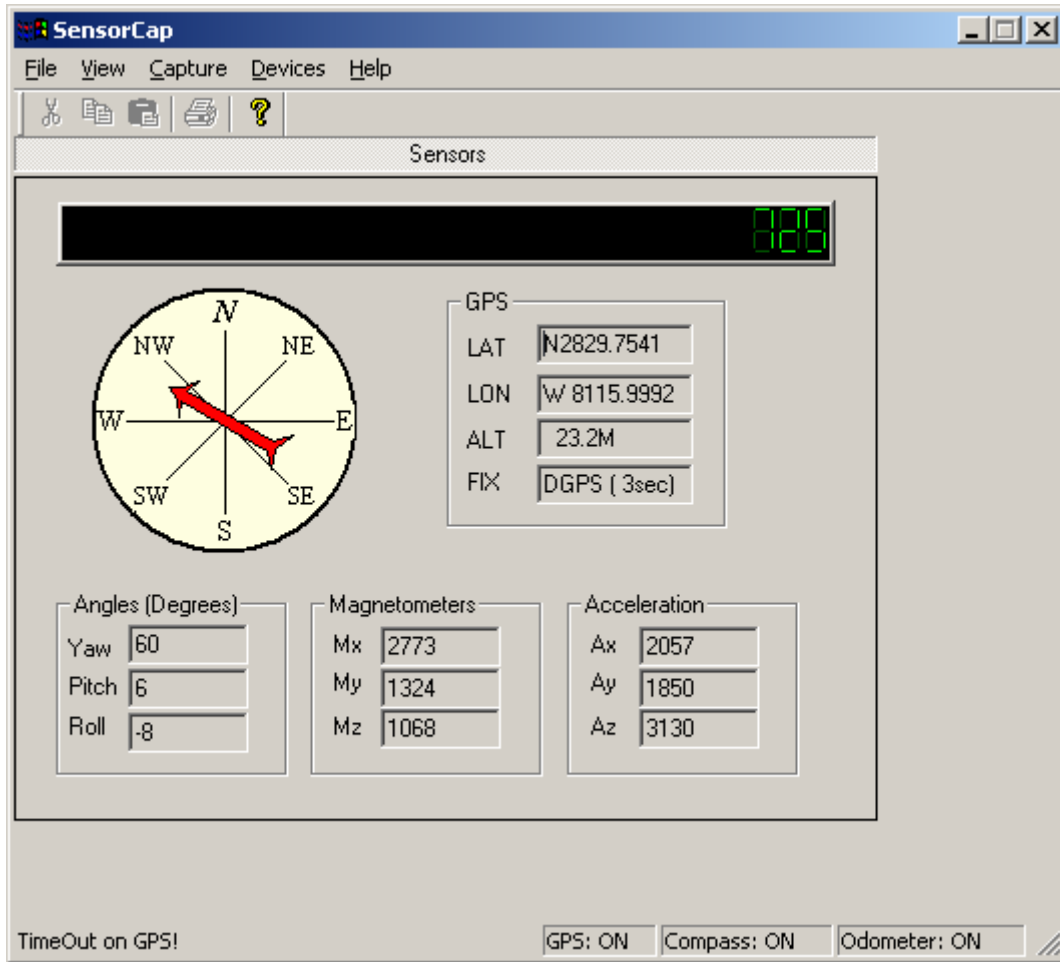 SensorCap
File View Capture Devices Help
Sensors
725
N
NW NE
W E
SW SE
S
GPS
LAT N2829.7541
LON W 8115.9992
ALT 23.2M
FIX DGPS ( 3sec)
Angles (Degrees)
Yaw 60
Pitch 6
Roll -8
Magnetometers
Mx 2773
My 1324
Mz 1068
Acceleration
Ax 2057
Ay 1850
Az 3130
TimeOut on GPS! GPS: ON Compass: ON Odometer: ON